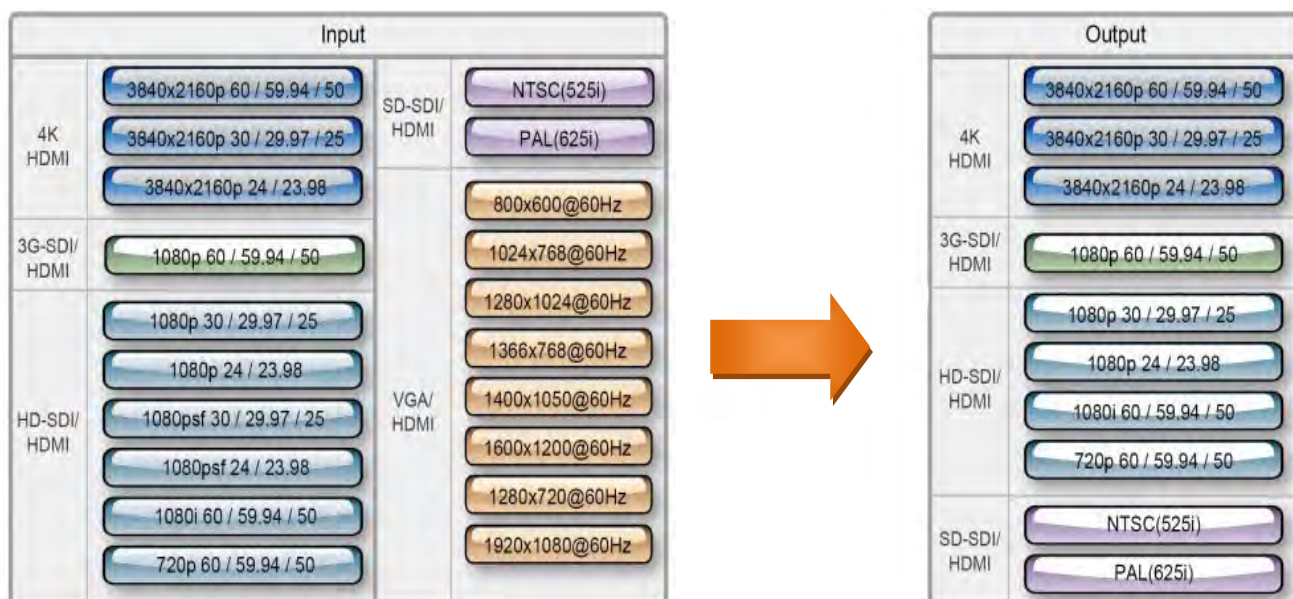 Input
4K
HDMI
3840x2160p 60 / 59.94 / 50
3840x2160p 30 / 29.97 / 25
3840x2160p 24 / 23.98
3G-SDI/
HDMI
1080p 60 / 59.94 / 50
HD-SDI/
HDMI
1080p 30 / 29.97 / 25
1080p 24 / 23.98
1080psf 30 / 29.97 / 25
1080psf 24 / 23.98
1080i 60 / 59.94 / 50
720p 60 / 59.94 / 50
SD-SDI/
HDMI
NTSC(525i)
PAL(625i)
VGA/
HDMI
800x600@60Hz
1024x768@60Hz
1280x1024@60Hz
1366x768@60Hz
1400x1050@60Hz
1600x1200@60Hz
1280x720@60Hz
1920x1080@60Hz
Output
4K
HDMI
3840x2160p 60 / 59.94 / 50
3840x2160p 30 / 29.97 / 25
3840x2160p 24 / 23.98
3G-SDI/
HDMI
1080p 60 / 59.94 / 50
HD-SDI/
HDMI
1080p 30 / 29.97 / 25
1080p 24 / 23.98
1080i 60 / 59.94 / 50
720p 60 / 59.94 / 50
SD-SDI/
HDMI
NTSC(525i)
PAL(625i)